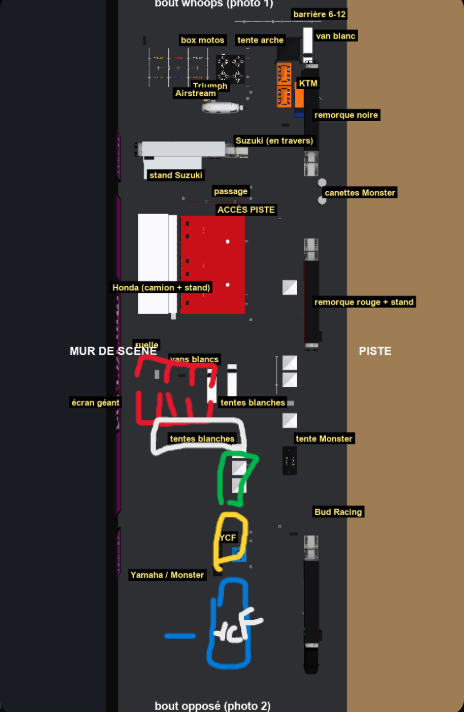 bout whoops (photo 1)
barrière 6-12
van blanc
box motos
tente arche
KTM
Triumph
Airstream
remorque noire
Suzuki (en travers)
stand Suzuki
passage
canettes Monster
ACCÈS PISTE
Honda (camion + stand)
remorque rouge + stand
ruelle
MUR DE SCÈNE
PISTE
vans blancs
écran géant
tentes blanches
tentes blanches
tente Monster
Bud Racing
YCF
Yamaha / Monster
YCF
bout opposé (photo 2)